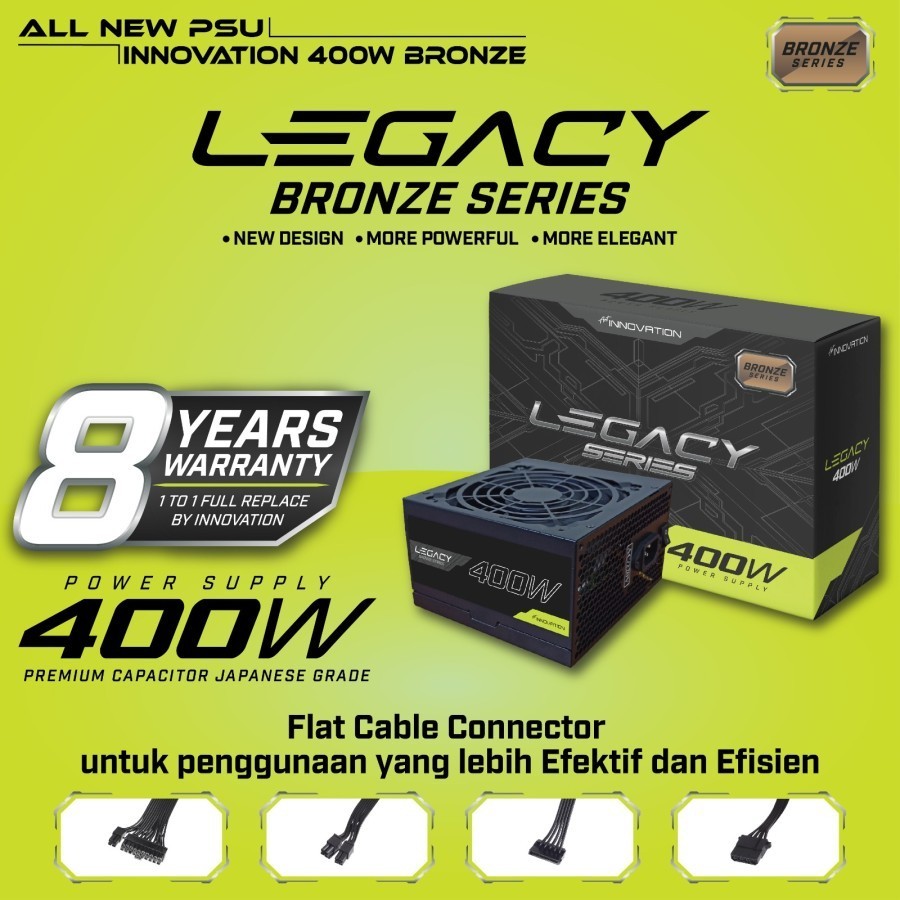 ALL NEW PSU
INNOVATION 400W BRONZE
BRONZE
SERIES
LEGACY
BRONZE SERIES
• NEW DESIGN • MORE POWERFUL • MORE ELEGANT
400W
INNOVATION
INNOVATION
BRONZE
SERIES
LEGACY
SERIES
LEGACY
400W
8 YEARS
WARRANTY
1 TO 1 FULL REPLACE
BY INNOVATION
LEGACY
BRONZE SERIES
400W
INNOVATION
400W
POWER SUPPLY
POWER SUPPLY
400W
PREMIUM CAPACITOR JAPANESE GRADE
Flat Cable Connector
untuk penggunaan yang lebih Efektif dan Efisien